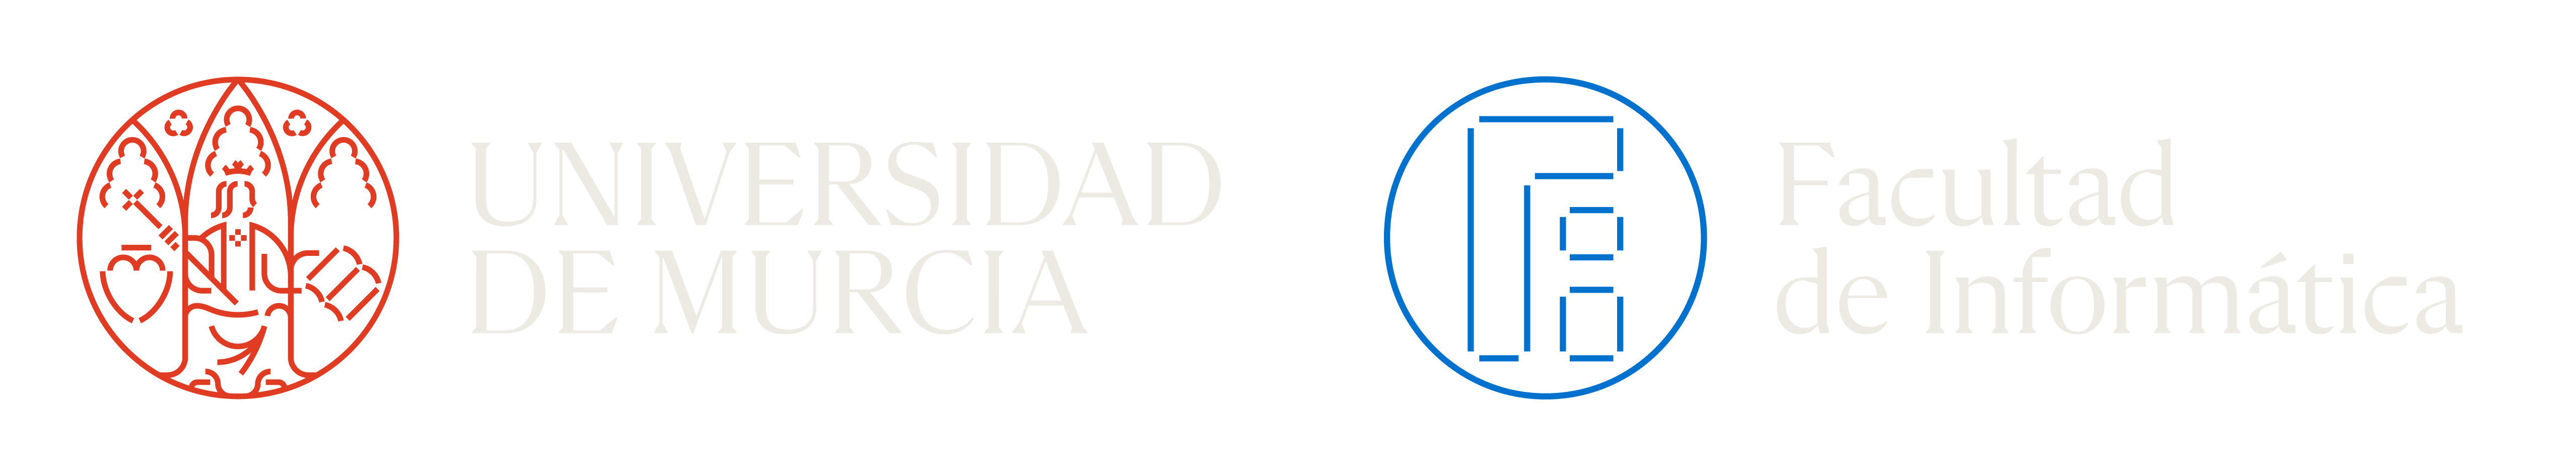 UNIVERSIDAD
DE MURCIA
Facultad
de Informática